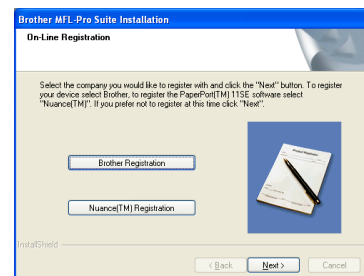 Brother MFL-Pro Suite Installation
On-Line Registration
Select the company you would like to register with and click the "Next" button. To register
your device select Brother, to register the PaperPort(TM) 11SE software select
"Nuance(TM)". If you prefer not to register at this time click "Next".
Brother Registration
Nuance(TM) Registration
InstallShield
< Back Next > Cancel